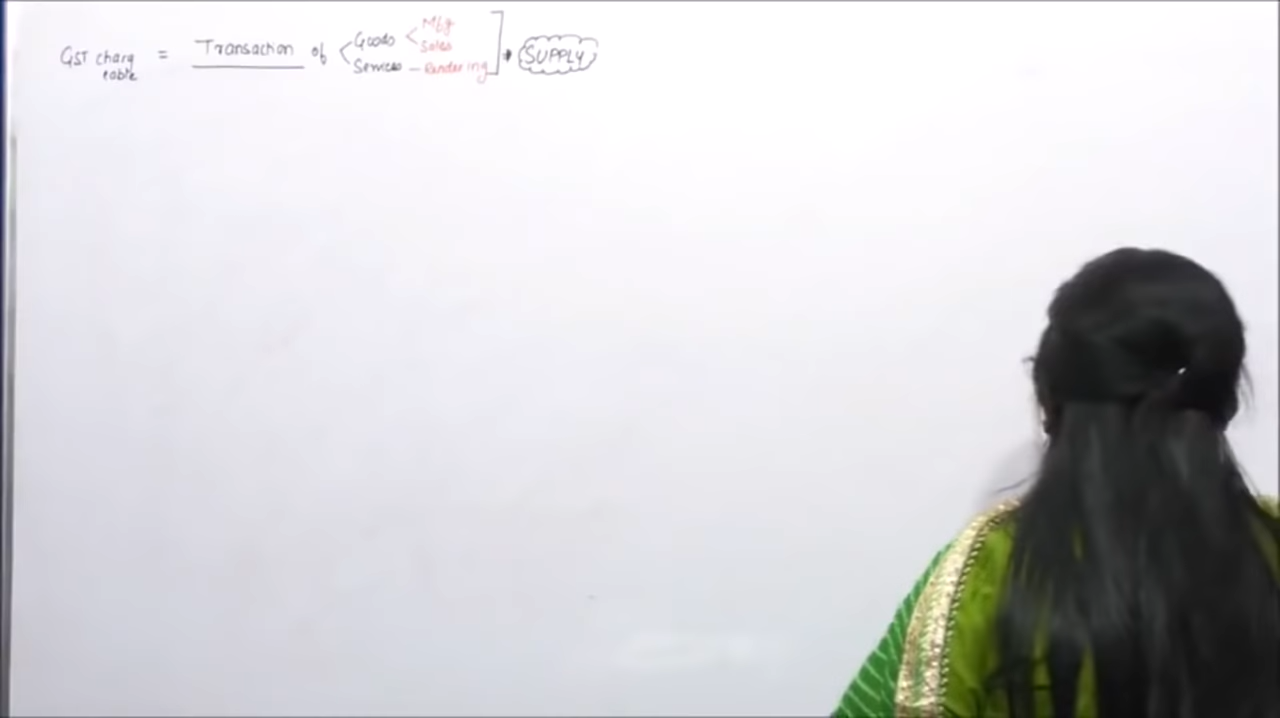 GST chargeable = Transaction of < Goods < Mfg
Sales
Services — Rendering ] → SUPPLY